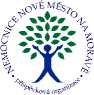 NEMOCNICE NOVÉ MĚSTO NA MORAVĚ
příspěvková organizace